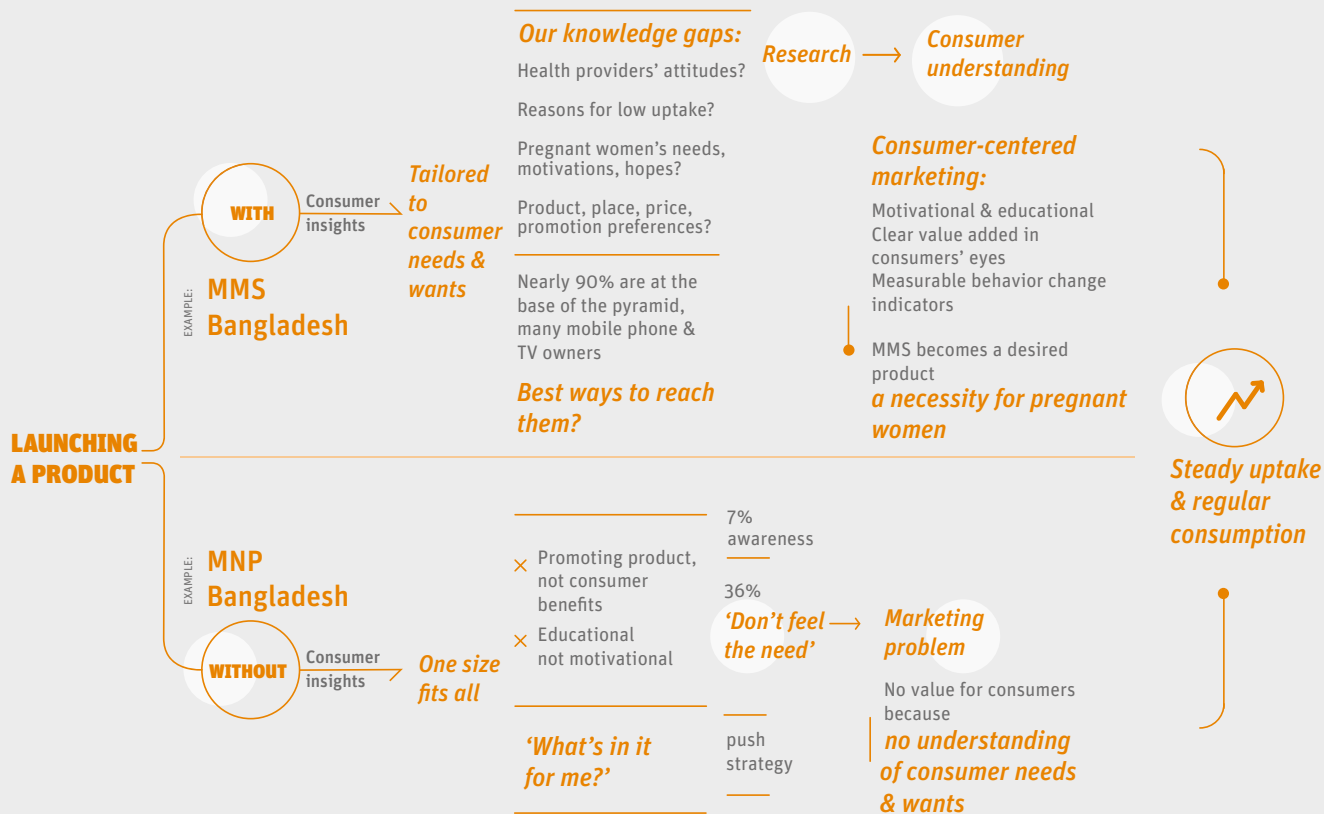 LAUNCHING
A PRODUCT
WITH
Consumer
insights
EXAMPLE:
MMS
Bangladesh
Tailored
to
consumer
needs &
wants
Our knowledge gaps:
Health providers’ attitudes?
Reasons for low uptake?
Pregnant women’s needs,
motivations, hopes?
Product, place, price,
promotion preferences?
Nearly 90% are at the
base of the pyramid,
many mobile phone &
TV owners
Best ways to reach
them?
Research
Consumer
understanding
Consumer-centered
marketing:
Motivational & educational
Clear value added in
consumers’ eyes
Measurable behavior change
indicators
MMS becomes a desired
product
a necessity for pregnant
women
EXAMPLE:
MNP
Bangladesh
WITHOUT
Consumer
insights
One size
fits all
× Promoting product,
not consumer
benefits
× Educational
not motivational
‘What’s in it
for me?’
7%
awareness
36%
‘Don’t feel
the need’
push
strategy
Marketing
problem
No value for consumers
because
no understanding
of consumer needs
& wants
Steady uptake
& regular
consumption